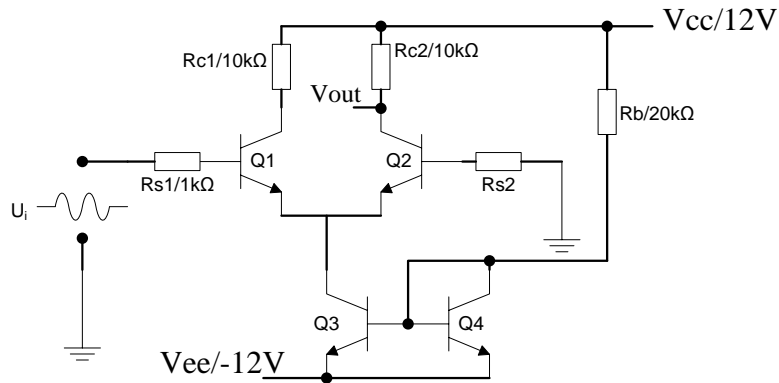 Vcc/12V
Rc1/10kΩ
Rc2/10kΩ
Vout
Rb/20kΩ
Q1
Q2
Rs1/1kΩ
Rs2
Ui
Q3
Q4
Vee/-12V